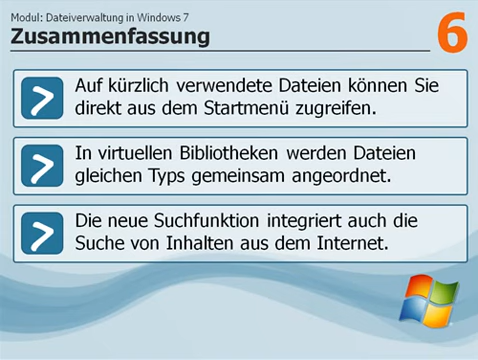 Modul: Dateiverwaltung in Windows 7
Zusammenfassung
6
Auf kürzlich verwendete Dateien können Sie
direkt aus dem Startmenü zugreifen.
In virtuellen Bibliotheken werden Dateien
gleichen Typs gemeinsam angeordnet.
Die neue Suchfunktion integriert auch die
Suche von Inhalten aus dem Internet.